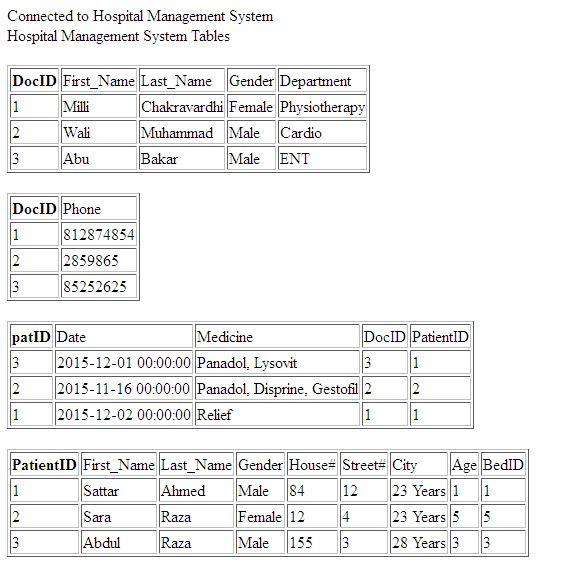 Connected to Hospital Management System
Hospital Management System Tables
DocID First_Name Last_Name Gender Department
1 Milli Chakravardhi Female Physiotherapy
2 Wali Muhammad Male Cardio
3 Abu Bakar Male ENT
DocID Phone
1 812874854
2 2859865
3 85252625
patID Date Medicine DocID PatientID
3 2015-12-01 00:00:00 Panadol, Lysovit 3 1
2 2015-11-16 00:00:00 Panadol, Disprine, Gestofil 2 2
1 2015-12-02 00:00:00 Relief 1 1
PatientID First_Name Last_Name Gender House# Street# City Age BedID
1 Sattar Ahmed Male 84 12 23 Years 1 1
2 Sara Raza Female 12 4 23 Years 5 5
3 Abdul Raza Male 155 3 28 Years 3 3